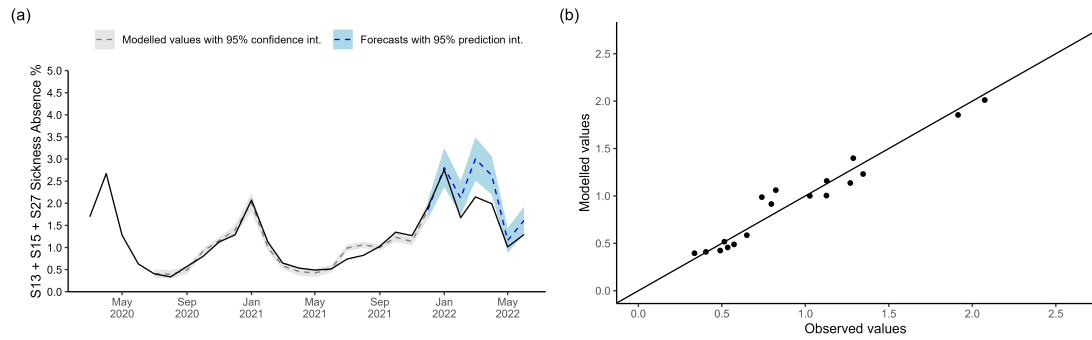 (a)
Modelled values with 95% confidence int.
Forecasts with 95% prediction int.
S13 + S15 + S27 Sickness Absence %
5.0
4.5
4.0
3.5
3.0
2.5
2.0
1.5
1.0
0.5
0.0
May
2020
Sep
2020
Jan
2021
May
2021
Sep
2021
Jan
2022
May
2022
(b)
Modelled values
2.5
2.0
1.5
1.0
0.5
0.0
0.0
0.5
1.0
1.5
2.0
2.5
Observed values